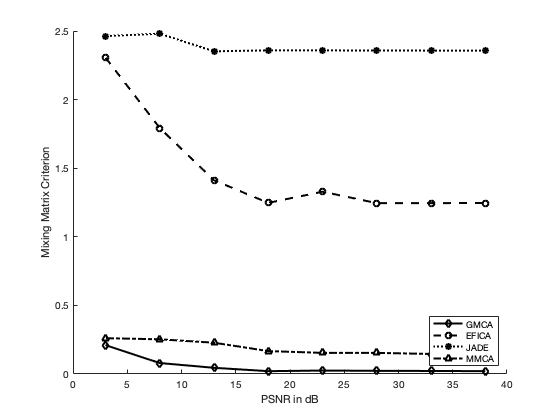 2.5
2
1.5
1
0.5
0
Mixing Matrix Criterion
0 5 10 15 20 25 30 35 40
PSNR in dB
GMCA
EFICA
JADE
MMCA